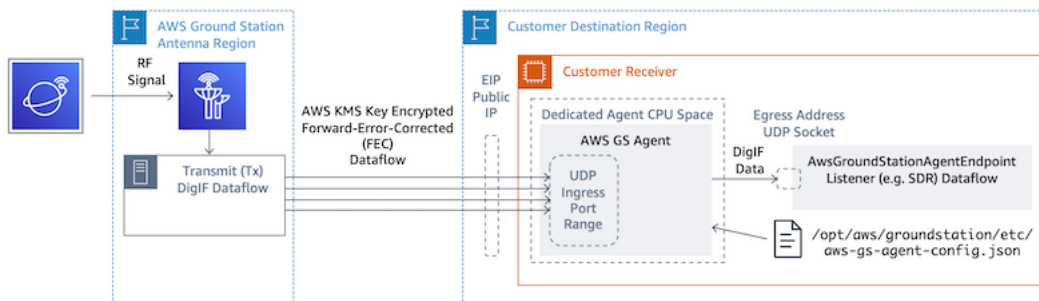 AWS Ground Station
Antenna Region
RF
Signal
Transmit (Tx)
DigIF Dataflow
AWS KMS Key Encrypted
Forward-Error-Corrected
(FEC)
Dataflow
Customer Destination Region
EIP
Public
IP
Customer Receiver
Dedicated Agent CPU Space
AWS GS Agent
UDP
Ingress
Port
Range
DigIF
Data
Egress Address
UDP Socket
AwsGroundStationAgentEndpoint
Listener (e.g. SDR) Dataflow
/opt/aws/groundstation/etc/
aws-gs-agent-config.json